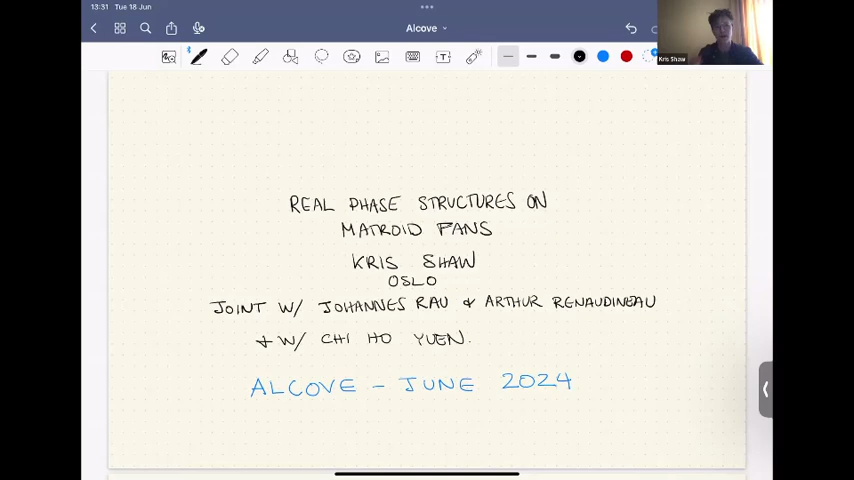 13:31 Tue 18 Jun
Alcove
Kris Shaw
REAL PHASE STRUCTURES ON
MATROID FANS
KRIS SHAW
OSLO
JOINT W/ JOHANNES RAU & ARTHUR RENAUDINEAU
+ W/ CHI HO YUEN.
ALCOVE - JUNE 2024